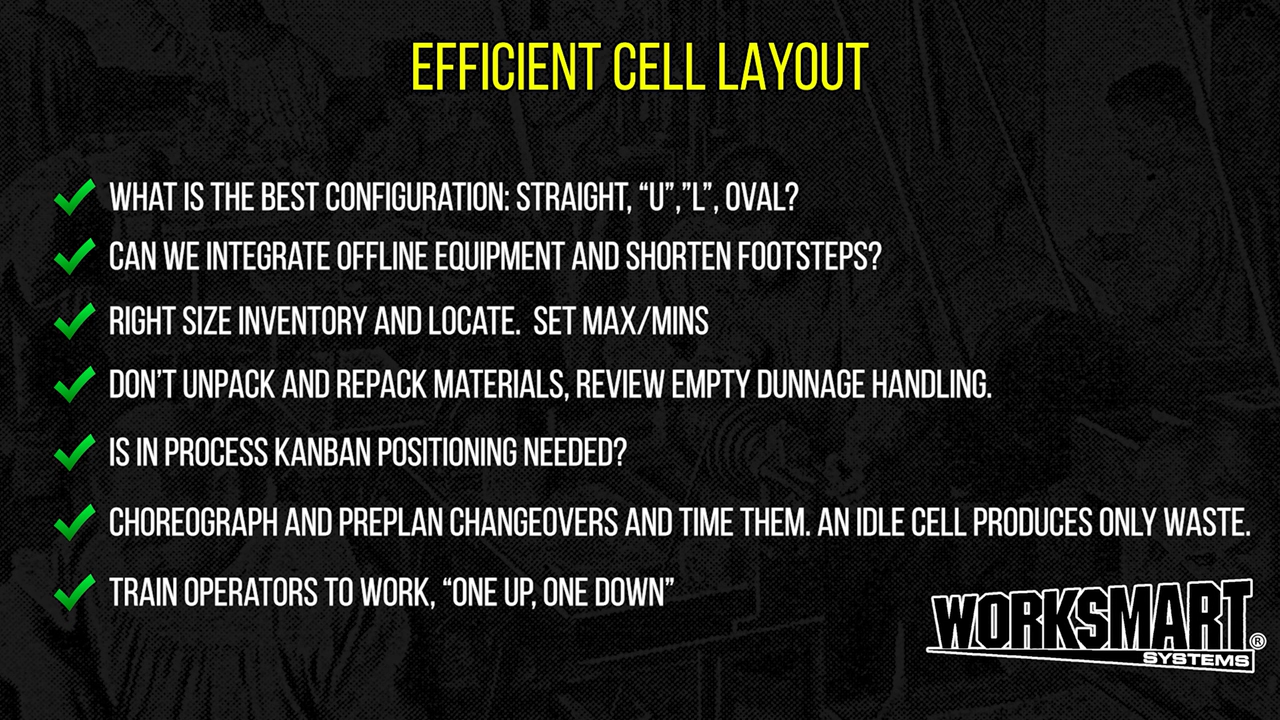 EFFICIENT CELL LAYOUT
WHAT IS THE BEST CONFIGURATION: STRAIGHT, “U”,”L”, OVAL?
CAN WE INTEGRATE OFFLINE EQUIPMENT AND SHORTEN FOOTSTEPS?
RIGHT SIZE INVENTORY AND LOCATE. SET MAX/MINS
DON’T UNPACK AND REPACK MATERIALS, REVIEW EMPTY DUNNAGE HANDLING.
IS IN PROCESS KANBAN POSITIONING NEEDED?
CHOREOGRAPH AND PREPLAN CHANGEOVERS AND TIME THEM. AN IDLE CELL PRODUCES ONLY WASTE.
TRAIN OPERATORS TO WORK, “ONE UP, ONE DOWN”
WORKSMART®
SYSTEMS